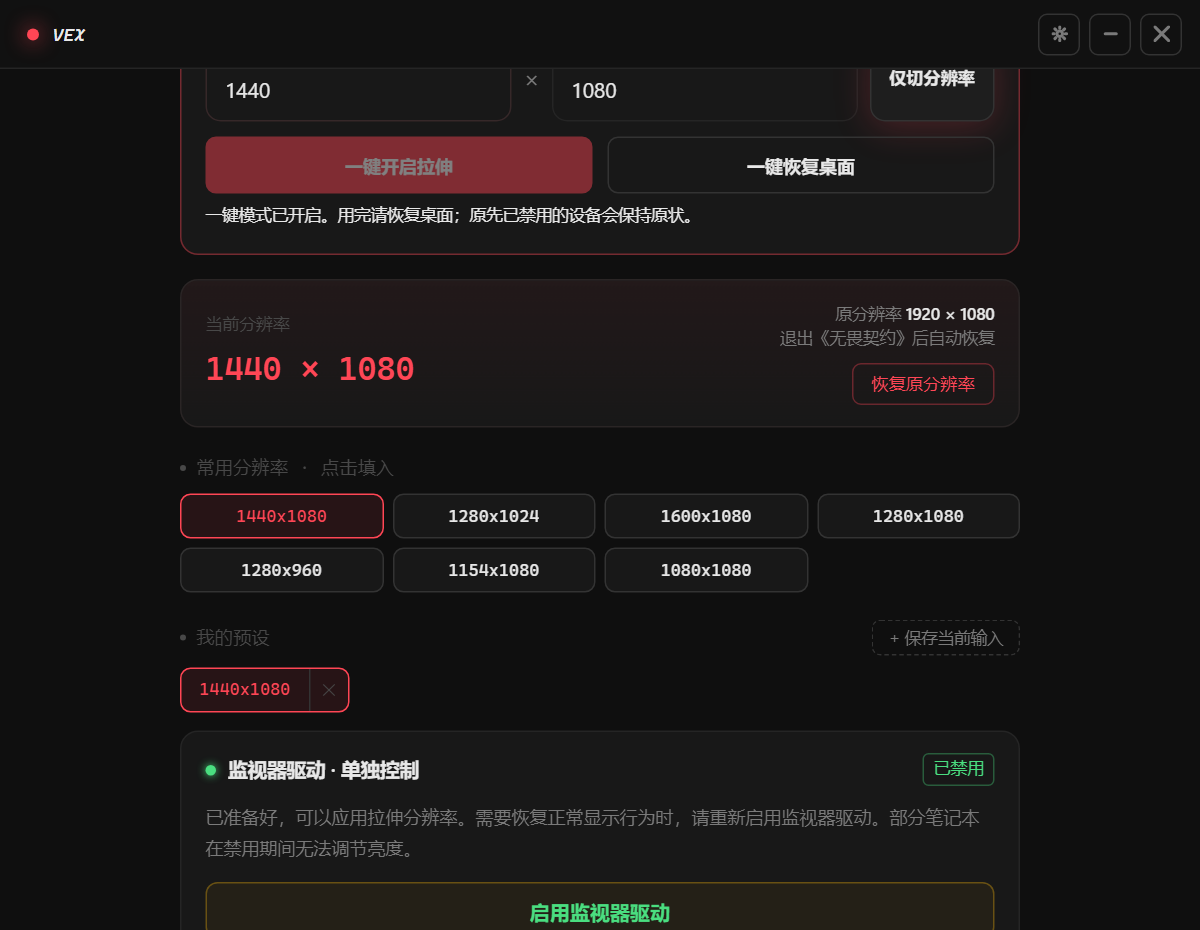 VEX
1440 × 1080 仅切分辨率
一键开启拉伸 一键恢复桌面
一键模式已开启。用完请恢复桌面；原先已禁用的设备会保持原状。
当前分辨率
1440 × 1080
原分辨率 1920 × 1080
退出《无畏契约》后自动恢复
恢复原分辨率
常用分辨率 · 点击填入
1440x1080 1280x1024 1600x1080 1280x1080
1280x960 1154x1080 1080x1080
我的预设 + 保存当前输入
1440x1080 ×
监视器驱动 · 单独控制 已禁用
已准备好，可以应用拉伸分辨率。需要恢复正常显示行为时，请重新启用监视器驱动。部分笔记本
在禁用期间无法调节亮度。
启用监视器驱动